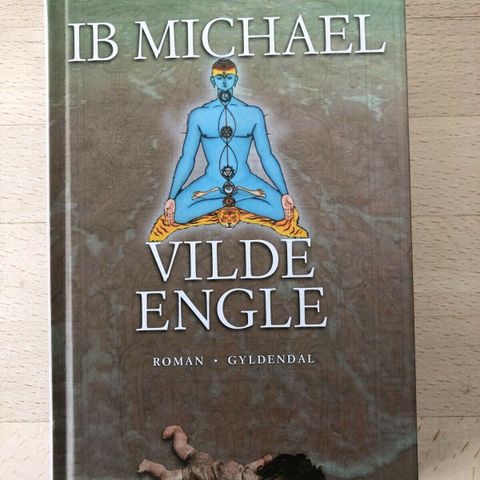 IB MICHAEL
VILDE
ENGLE
ROMAN • GYLDENDAL